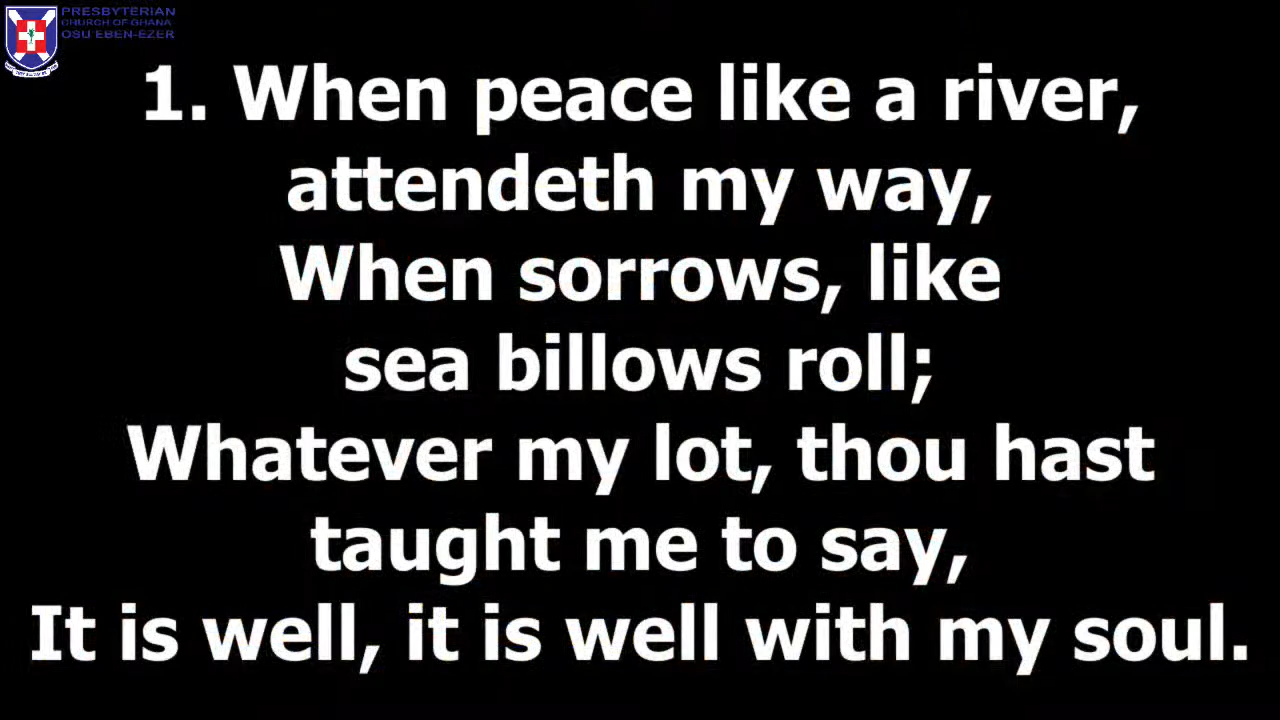 PRESBYTERIAN
CHURCH OF GHANA
OSU EBEN-EZER
1. When peace like a river,
attendeth my way,
When sorrows, like
sea billows roll;
Whatever my lot, thou hast
taught me to say,
It is well, it is well with my soul.